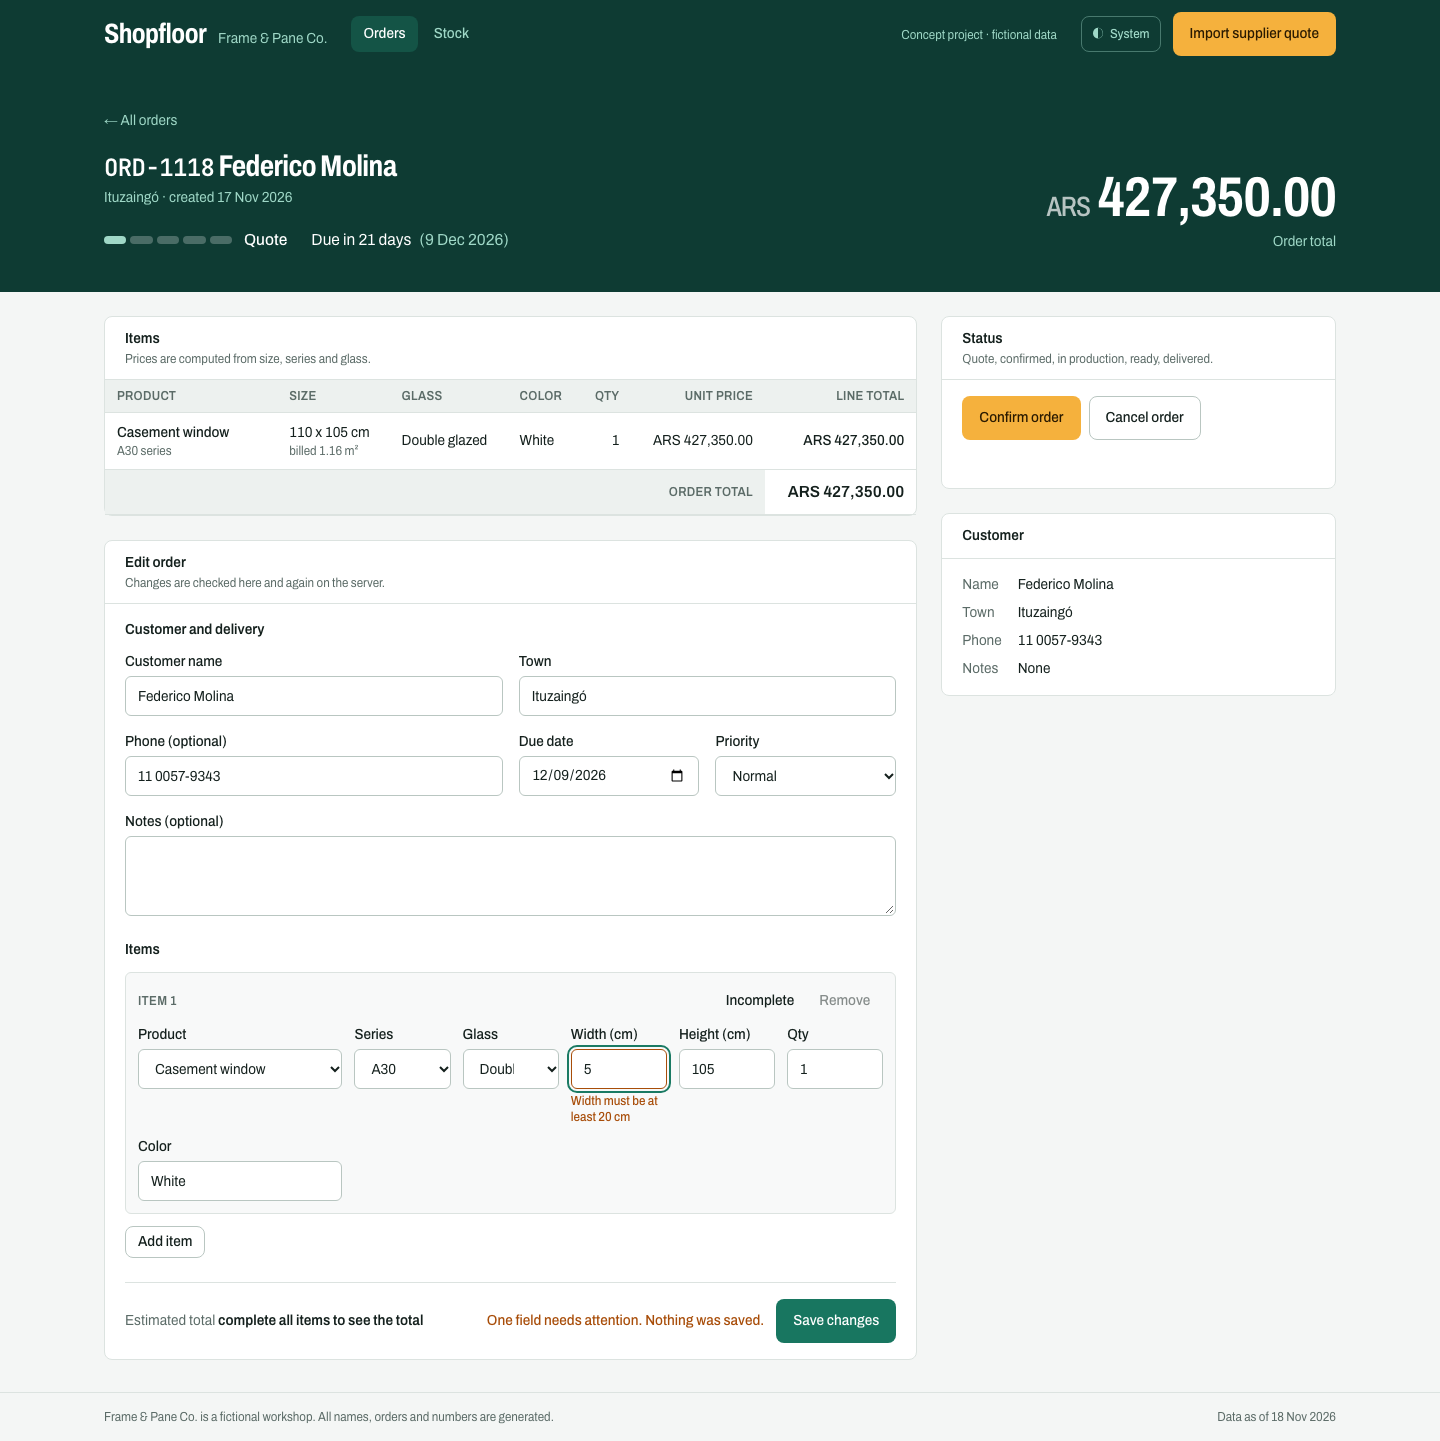 Shopfloor Frame & Pane Co. Orders Stock Concept project · fictional data System Import supplier quote
← All orders
ORD-1118 Federico Molina
Ituzaingó · created 17 Nov 2026
ARS 427,350.00
Quote Due in 21 days (9 Dec 2026)
Order total
Items
Prices are computed from size, series and glass.
PRODUCT SIZE GLASS COLOR QTY UNIT PRICE LINE TOTAL
Casement window 110 x 105 cm Double glazed White 1 ARS 427,350.00 ARS 427,350.00
A30 series billed 1.16 m²
ORDER TOTAL ARS 427,350.00
Status
Quote, confirmed, in production, ready, delivered.
Confirm order Cancel order
Customer
Name Federico Molina
Town Ituzaingó
Phone 11 0057-9343
Notes None
Edit order
Changes are checked here and again on the server.
Customer and delivery
Customer name Town
Federico Molina Ituzaingó
Phone (optional) Due date Priority
11 0057-9343 12/09/2026 Normal
Notes (optional)
Items
ITEM 1 Incomplete Remove
Product Series Glass Width (cm) Height (cm) Qty
Casement window A30 Doubl 5 105 1
Width must be at
least 20 cm
Color
White
Add item
Estimated total complete all items to see the total One field needs attention. Nothing was saved. Save changes
Frame & Pane Co. is a fictional workshop. All names, orders and numbers are generated. Data as of 18 Nov 2026